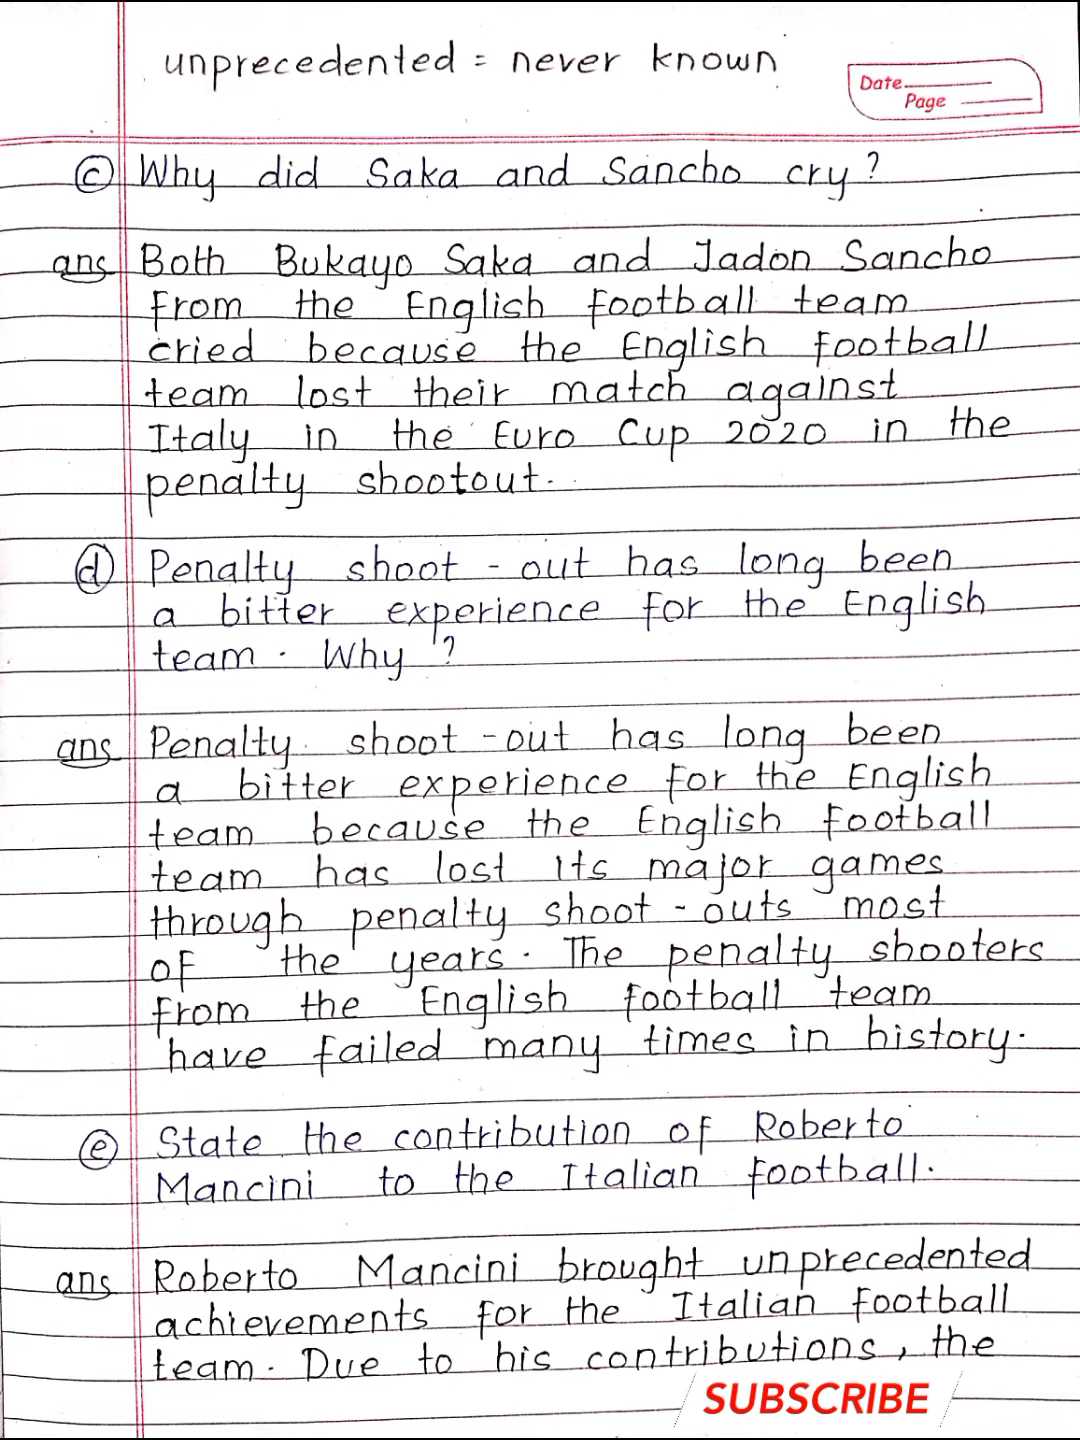 unprecedented = never known
Date
Page
c Why did Saka and Sancho cry?
ans Both Bukayo Saka and Jadon Sancho
from the English football team
cried because the English football
team lost their match against
Italy in the Euro Cup 2020 in the
penalty shootout.
d Penalty shoot - out has long been
a bitter experience for the English
team. Why ?
ans Penalty shoot - out has long been
a bitter experience for the English
team because the English football
team has lost its major games
through penalty shoot - outs most
of the years. The penalty shooters
from the English football team
have failed many times in history.
e State the contribution of Roberto
Mancini to the Italian football.
ans Roberto Mancini brought unprecedented
achievements for the Italian football
team. Due to his contributions, the
SUBSCRIBE